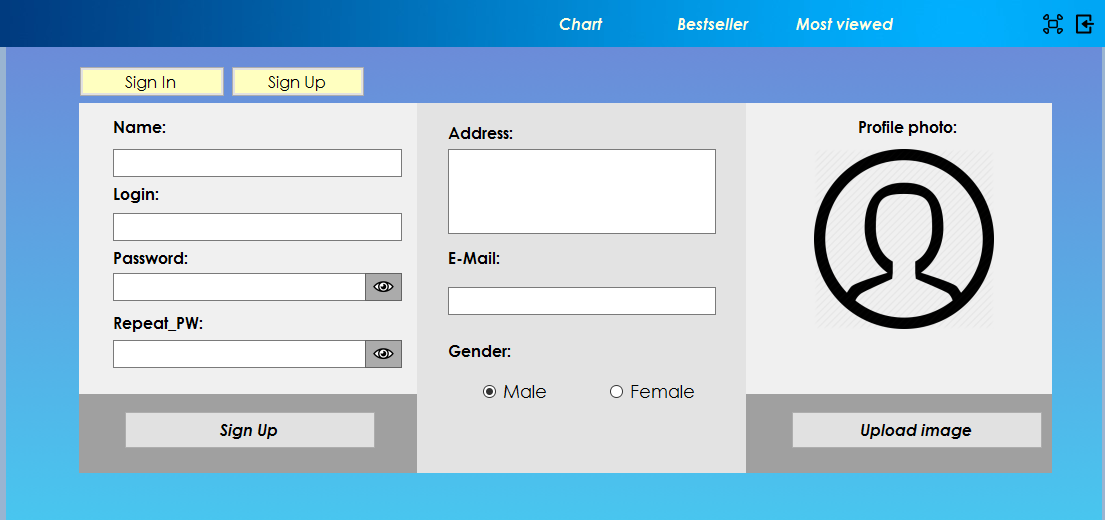 Chart Bestseller Most viewed
Sign In Sign Up
Name:
Login:
Password:
Repeat_PW:
Sign Up
Address:
E-Mail:
Gender:
Male Female
Profile photo:
Upload image